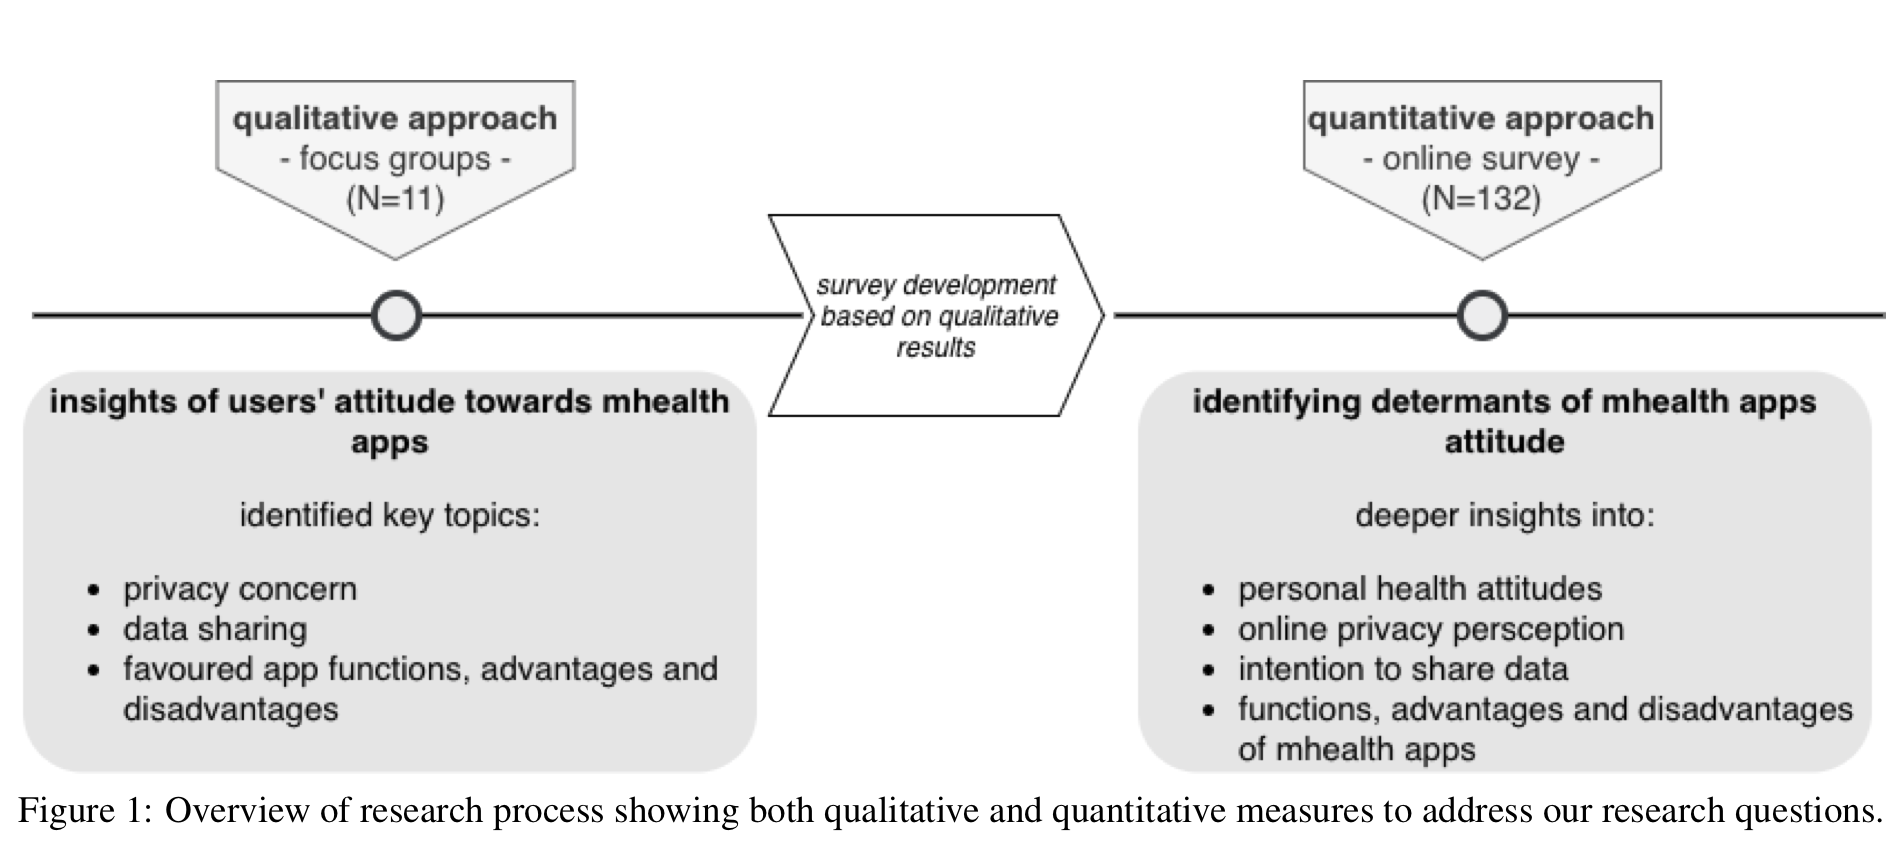 qualitative approach
- focus groups -
(N=11)
quantitative approach
- online survey -
(N=132)
survey development
based on qualitative
results
insights of users' attitude towards mhealth
apps
identified key topics:
• privacy concern
• data sharing
• favoured app functions, advantages and
disadvantages
identifying determants of mhealth apps
attitude
deeper insights into:
• personal health attitudes
• online privacy persception
• intention to share data
• functions, advantages and disadvantages
of mhealth apps
Figure 1: Overview of research process showing both qualitative and quantitative measures to address our research questions.